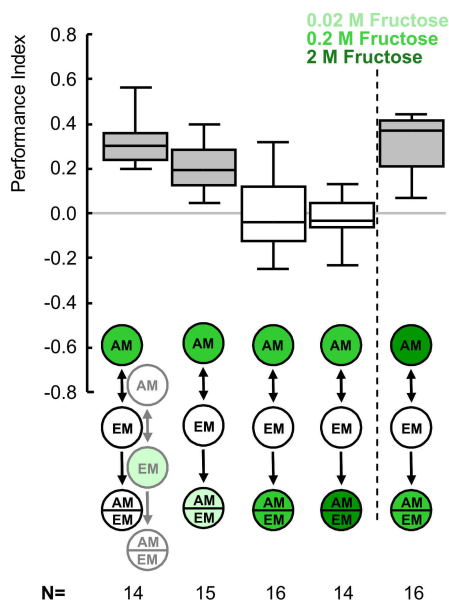 0.02 M Fructose
0.2 M Fructose
2 M Fructose
Performance Index
0.8
0.6
0.4
0.2
0.0
-0.2
-0.4
-0.6
-0.8
AM AM AM AM AM
AM
EM EM EM EM EM
EM
AM AM AM AM AM
EM EM EM EM EM
AM
EM
N= 14 15 16 14 16